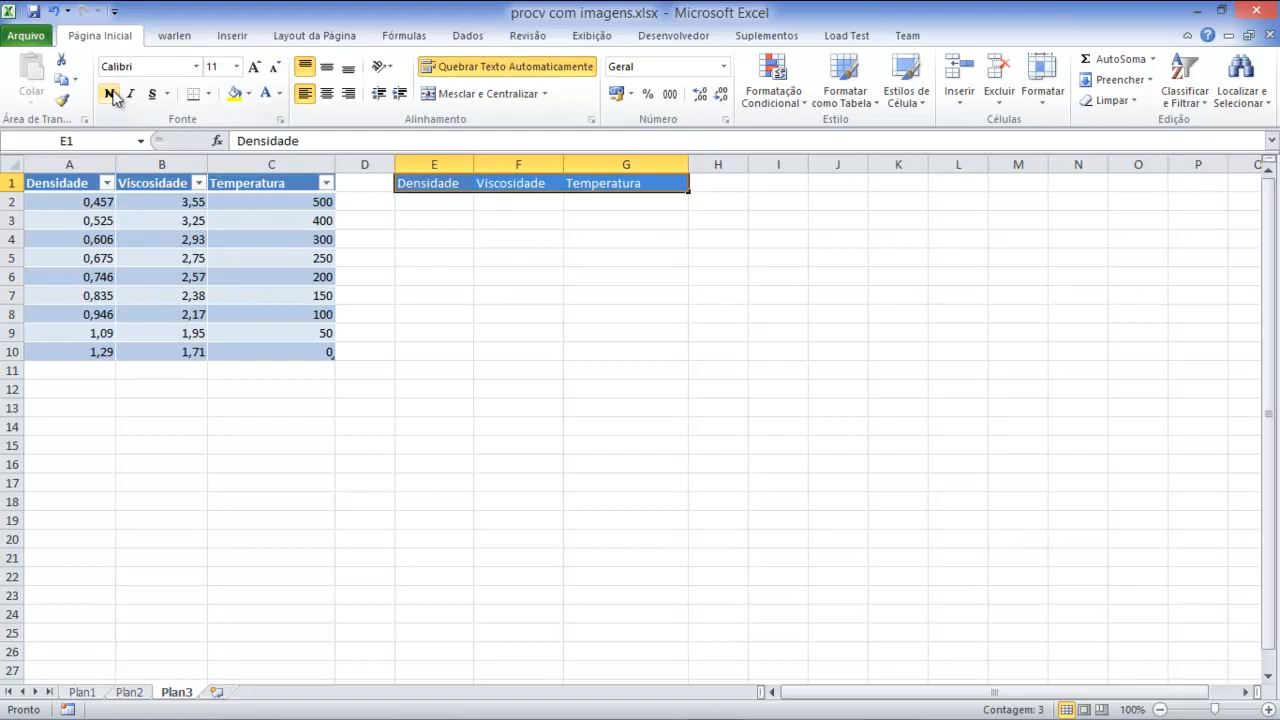 procv com imagens.xlsx - Microsoft Excel
Arquivo Página Inicial warlen Inserir Layout da Página Fórmulas Dados Revisão Exibição Desenvolvedor Suplementos Load Test Team
Colar
Área de Tran...
Calibri 11
N I S
Fonte
Quebrar Texto Automaticamente
Mesclar e Centralizar
Alinhamento
Geral
% 000
Número
Formatação Condicional
Formatar como Tabela
Estilos de Célula
Estilo
Inserir Excluir Formatar
Células
Σ AutoSoma
Preencher
Limpar
Classificar e Filtrar
Localizar e Selecionar
Edição
E1 fx Densidade
A B C D E F G H I J K L M N O P Q
1 Densidade Viscosidade Temperatura Densidade Viscosidade Temperatura
2 0,457 3,55 500
3 0,525 3,25 400
4 0,606 2,93 300
5 0,675 2,75 250
6 0,746 2,57 200
7 0,835 2,38 150
8 0,946 2,17 100
9 1,09 1,95 50
10 1,29 1,71 0
11
12
13
14
15
16
17
18
19
20
21
22
23
24
25
26
27
Plan1 Plan2 Plan3
Pronto Contagem: 3 100%